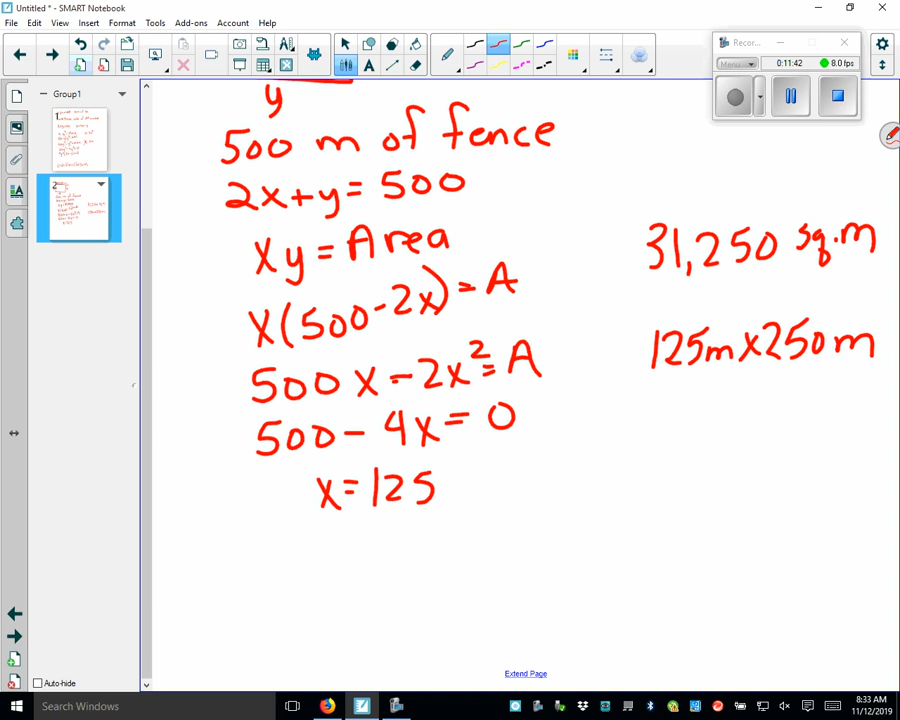 Untitled * - SMART Notebook
File Edit View Insert Format Tools Add-ons Account Help
Recor...
Menu
0:11:42
8.0 fps
Group1
1
2
y
500 m of fence
2x+y=500
xy=Area
x(500-2x)=A
500x-2x²=A
500-4x=0
x=125
31,250 sq.m
125m x 250m
Extend Page
Auto-hide
Search Windows
8:33 AM
11/12/2019